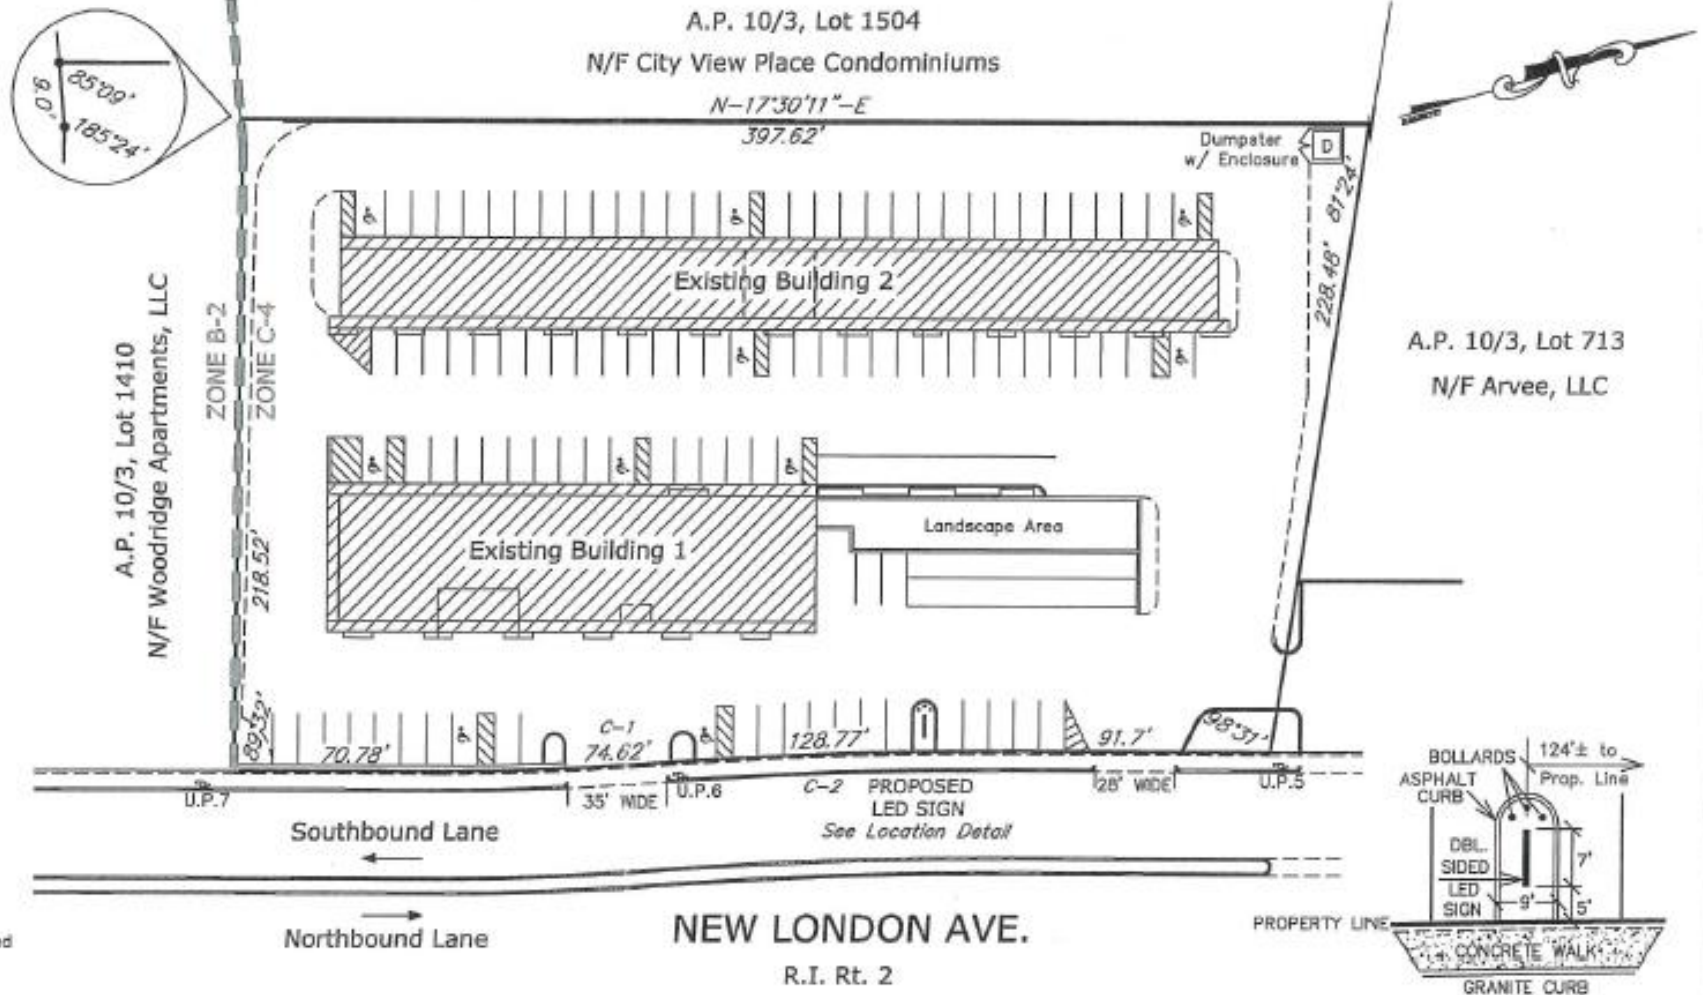 A.P. 10/3, Lot 1504
N/F City View Place Condominiums
N-17°30'11"-E
397.62'
85°09'
9.0'
185°24'
Dumpster
w/ Enclosure
D
81°24'
228.48'
Existing Building 2
ZONE B-2
ZONE C-4
A.P. 10/3, Lot 1410
N/F Woodridge Apartments, LLC
A.P. 10/3, Lot 713
N/F Arvee, LLC
Landscape Area
Existing Building 1
218.52'
89°32'
70.78'
C-1
74.62'
128.77'
91.7'
98°31'
U.P.7
35' WIDE
U.P.6
C-2 PROPOSED
LED SIGN
See Location Detail
28' WIDE
U.P.5
Southbound Lane
Northbound Lane
NEW LONDON AVE.
R.I. Rt. 2
BOLLARDS
124'± to
Prop. Line
ASPHALT
CURB
DBL.
SIDED
LED
SIGN
7'
9'
5'
PROPERTY LINE
CONCRETE WALK
GRANITE CURB